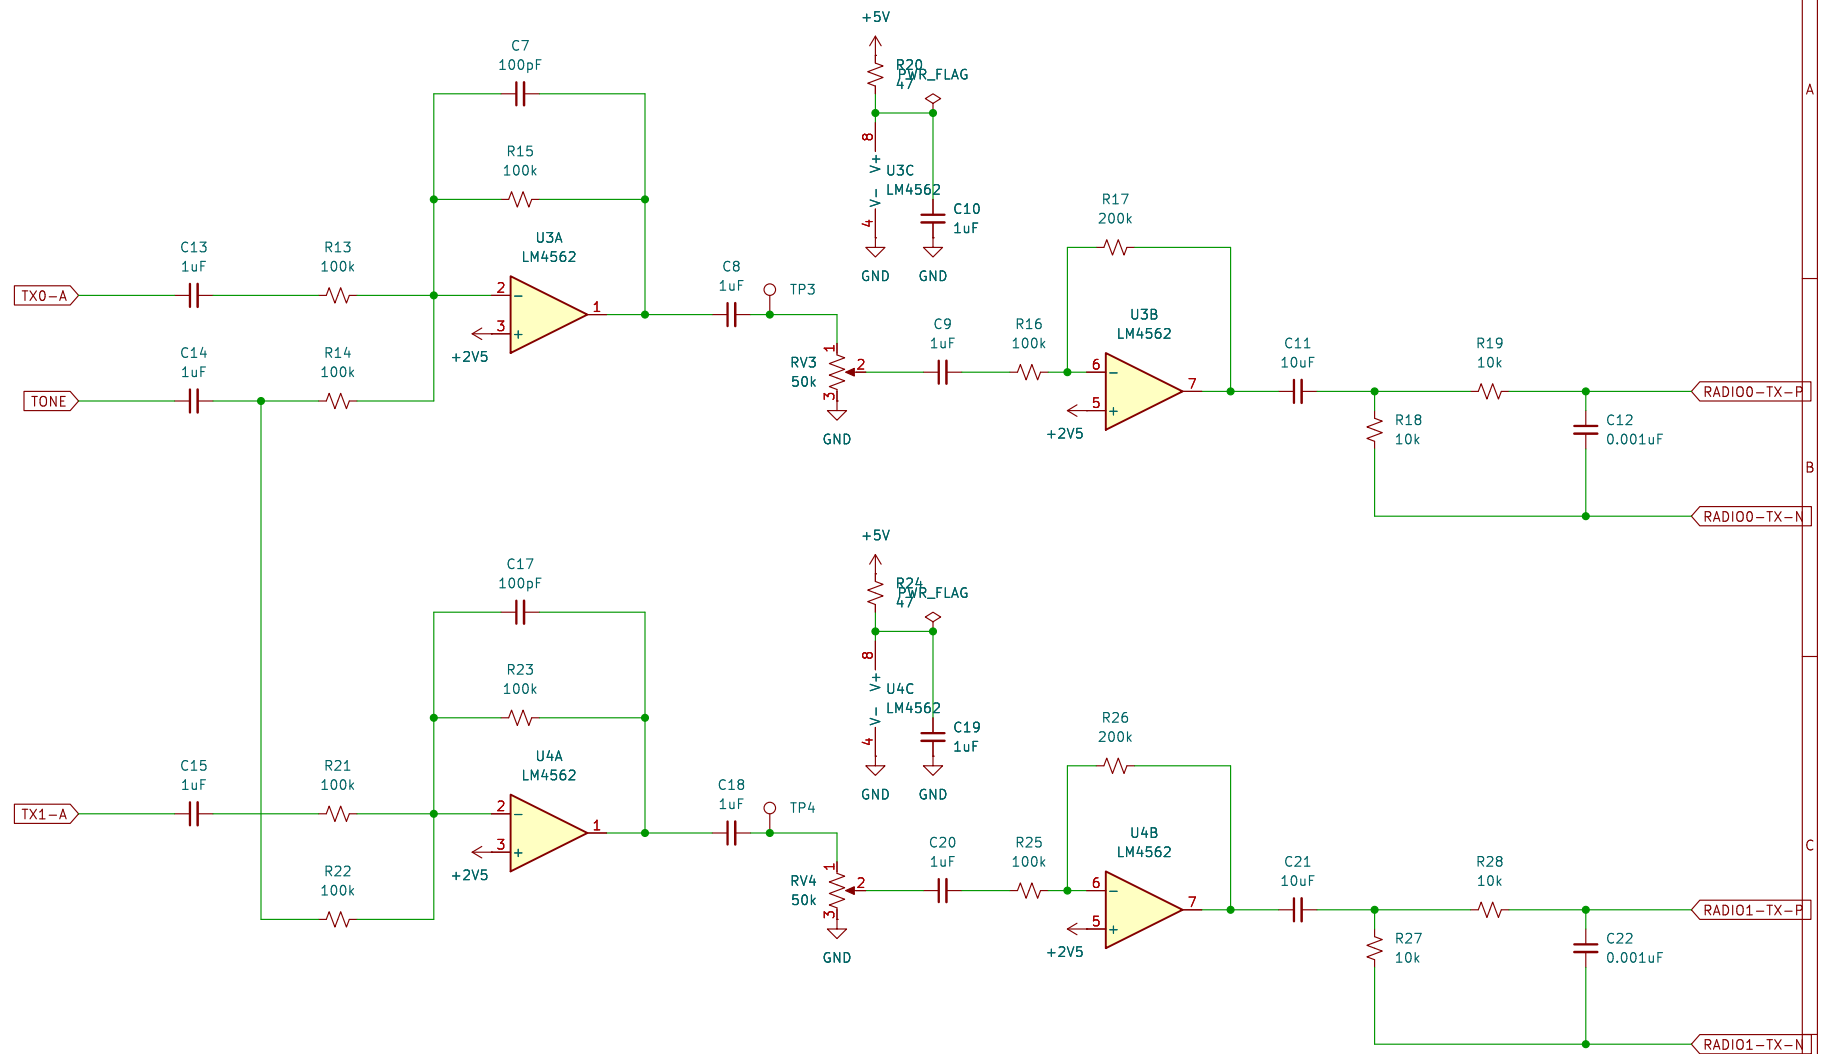 +5V
C7
100pF
R20
PWR_FLAG
47
A
8
R15
100k
V+
U3C
LM4562
V-
4
C10
1uF
R17
200k
U3A
LM4562
C13
1uF
R13
100k
C8
1uF
GND
GND
TX0-A
2
-
1
TP3
3
+
+2V5
U3B
LM4562
C9
1uF
R16
100k
C11
10uF
R19
10k
C14
1uF
R14
100k
RV3
50k
1
2
3
6
-
7
5
+
+2V5
TONE
RADIO0-TX-P
GND
R18
10k
C12
0.001uF
B
RADIO0-TX-N
+5V
C17
100pF
R24
PWR_FLAG
47
8
R23
100k
V+
U4C
LM4562
V-
4
C19
1uF
R26
200k
U4A
LM4562
C15
1uF
R21
100k
C18
1uF
GND
GND
TX1-A
2
-
1
TP4
3
+
+2V5
U4B
LM4562
C20
1uF
R25
100k
C
C21
10uF
R28
10k
R22
100k
RV4
50k
1
2
3
6
-
7
5
+
+2V5
RADIO1-TX-P
GND
R27
10k
C22
0.001uF
RADIO1-TX-N